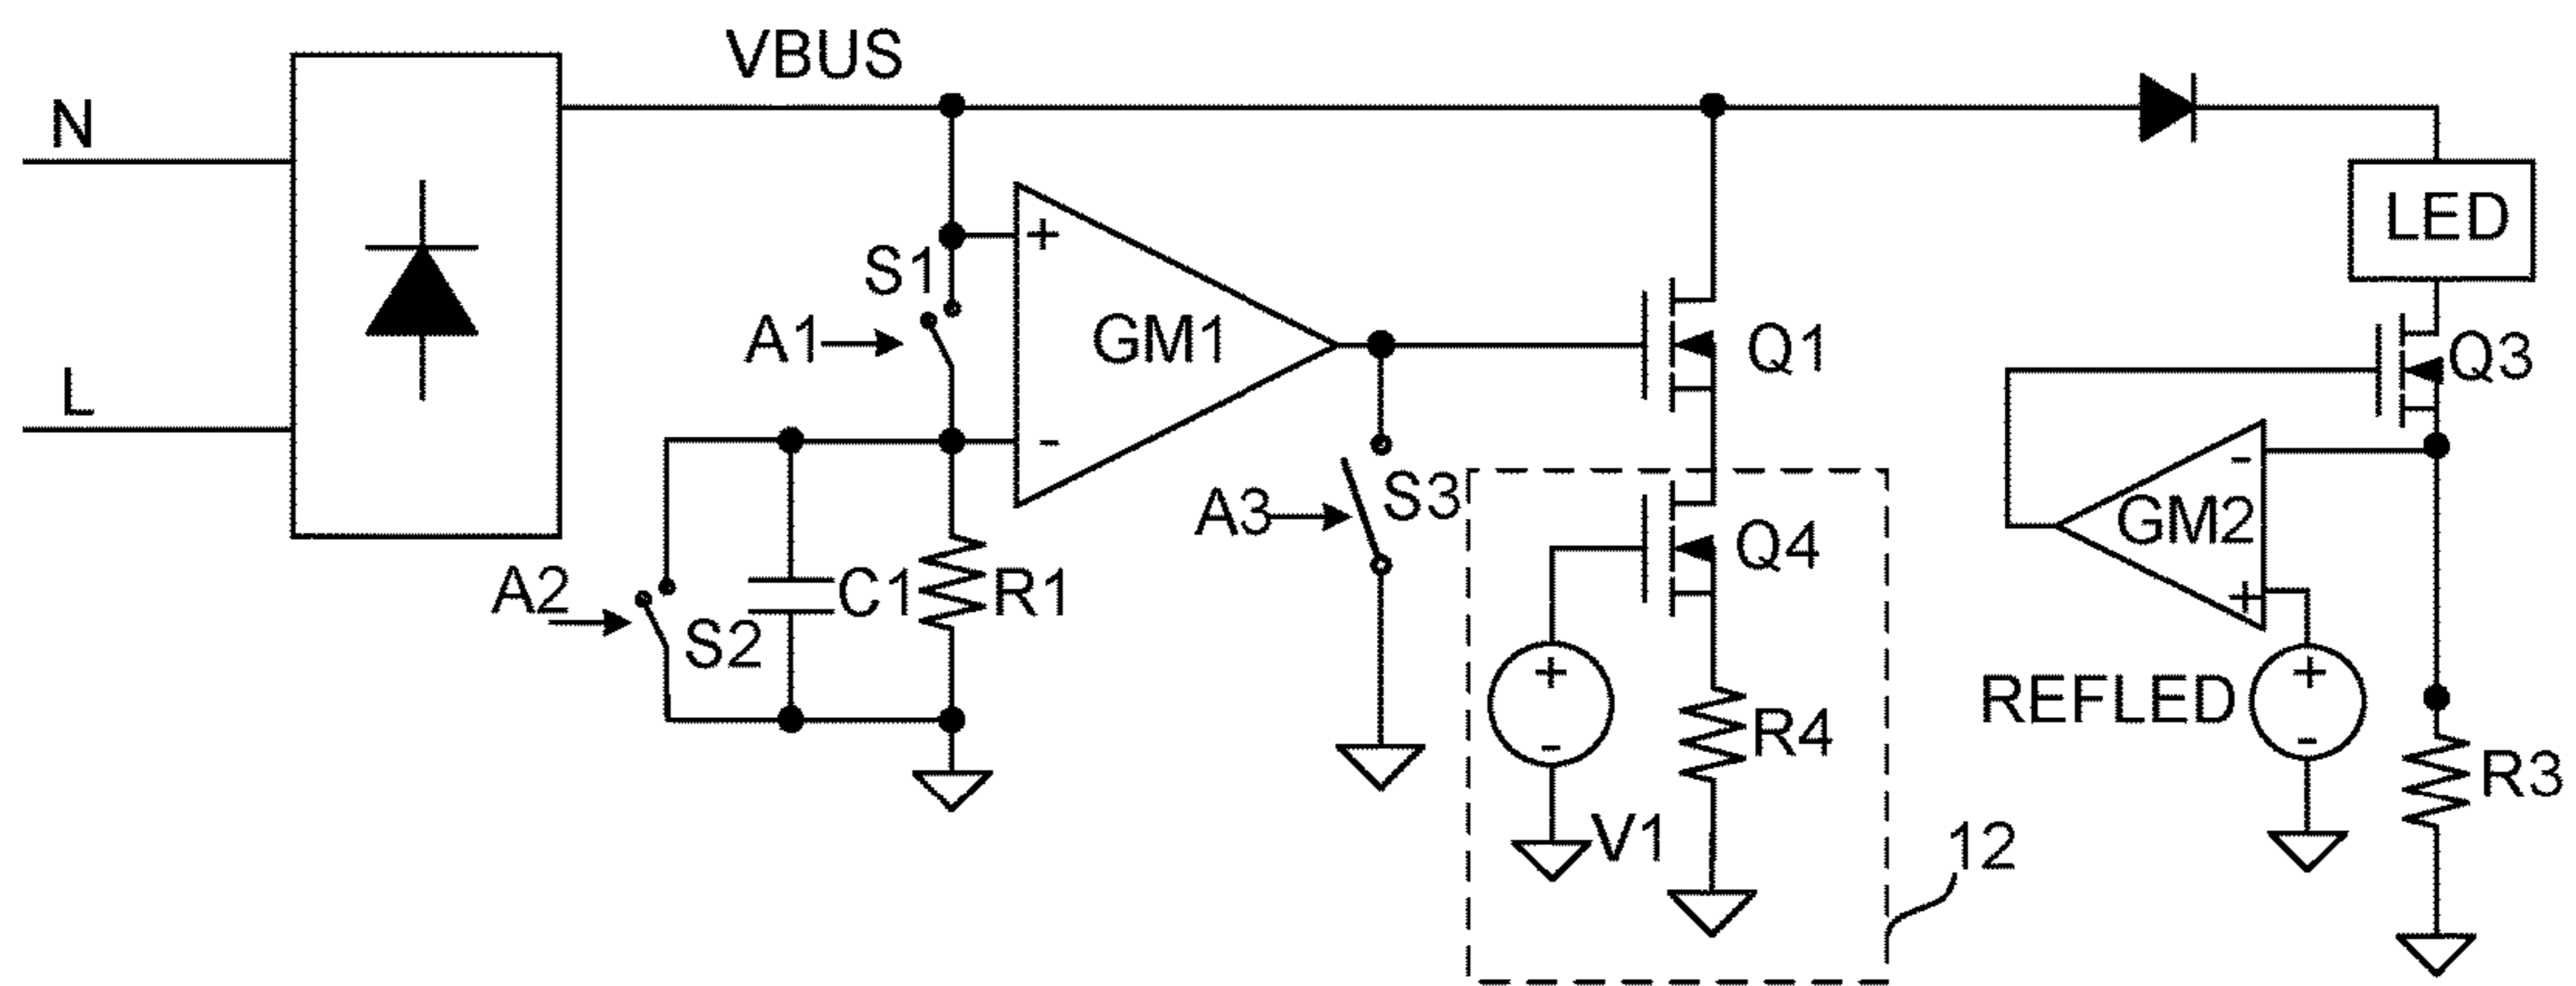 VBUS
N
L
S1
A1
+
GM1
-
Q1
LED
Q3
A2
S2
C1
R1
A3
S3
Q4
-
GM2
+
+
-
V1
R4
REFLED
+
-
R3
12